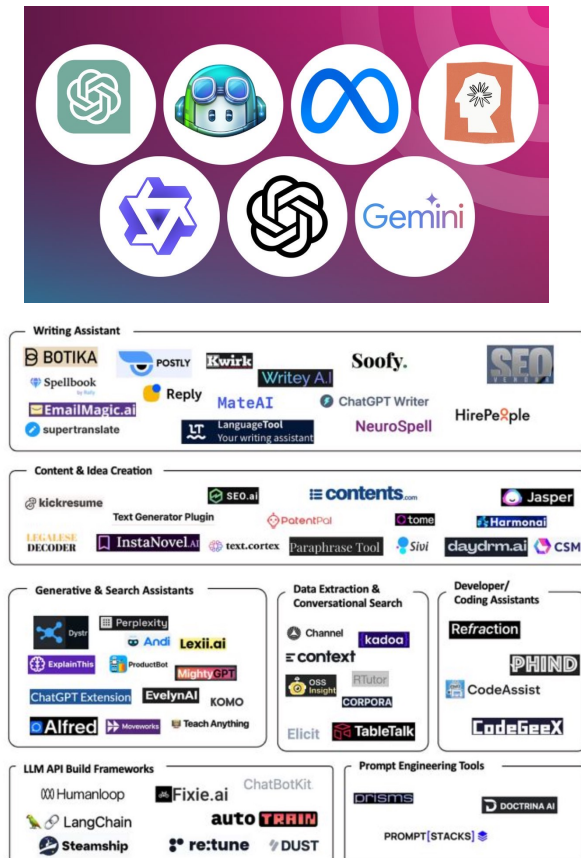 Gemini
Writing Assistant
BOTIKA
POSTLY
Kwirk
Soofy.
SEO
Spellbook
Writey A.I
Reply
EmailMagic.ai
MateAI
ChatGPT Writer
HirePeople
supertranslate
LT
LanguageTool
Your writing assistant
NeuroSpell
Content & Idea Creation
kickresume
SEO.ai
contents.com
Jasper
Text Generator Plugin
PatentPal
tome
Harmonai
LEGALESE
DECODER
InstaNovel.AI
text.cortex
Paraphrase Tool
Sivi
daydrm.ai
CSM
Generative & Search Assistants
Dystr
Perplexity
Andi
Lexii.ai
ExplainThis
ProductBot
MightyGPT
ChatGPT Extension
EvelynAI
KOMO
Alfred
Moveworks
Teach Anything
Data Extraction &
Conversational Search
Channel
kadoa
context
OSS
Insight
RTutor
CORPORA
Elicit
TableTalk
Developer/
Coding Assistants
Refraction
PHIND
CodeAssist
CodeGeeX
LLM API Build Frameworks
Humanloop
Fixie.ai
ChatBotKit
LangChain
auto TRAIN
Steamship
re:tune
DUST
Prompt Engineering Tools
prisms
DOCTRINA AI
PROMPT[STACKS]